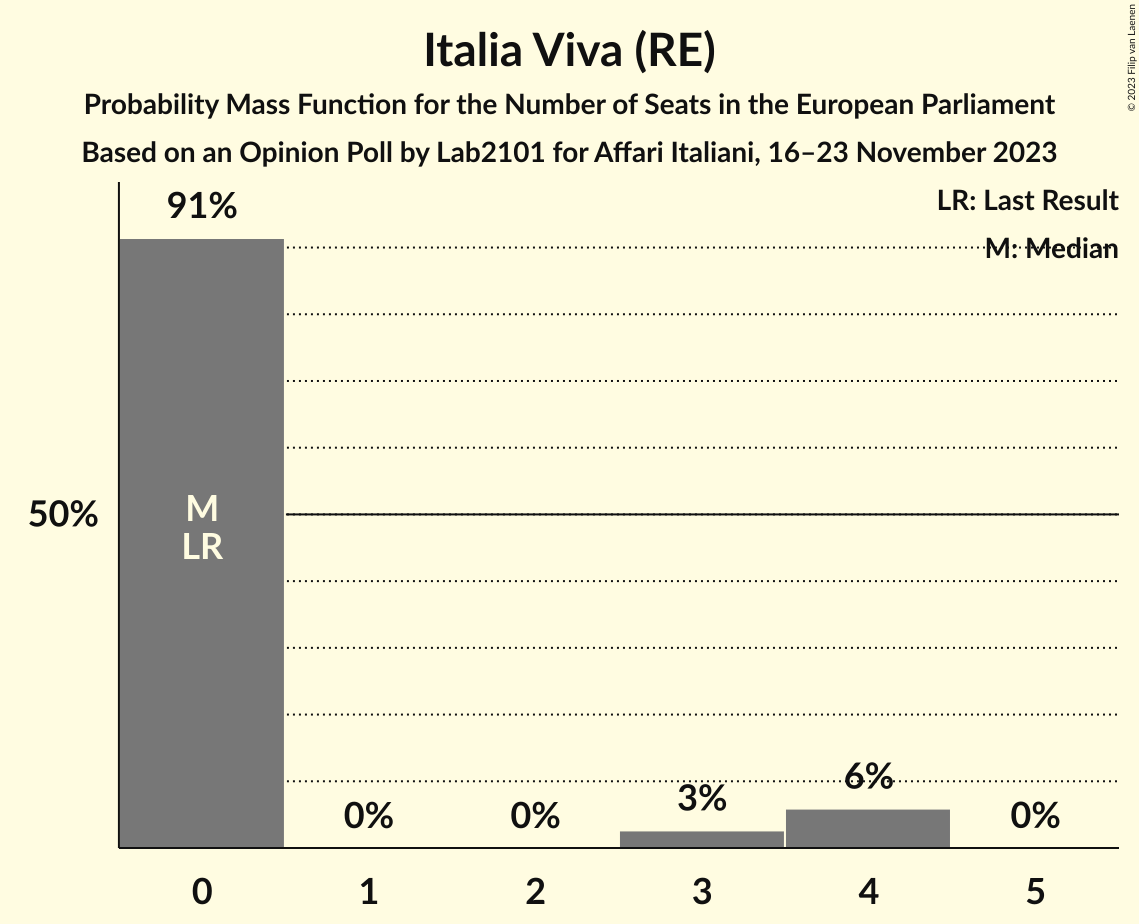 Italia Viva (RE)
Probability Mass Function for the Number of Seats in the European Parliament
Based on an Opinion Poll by Lab2101 for Affari Italiani, 16–23 November 2023
© 2023 Filip van Laenen
LR: Last Result
M: Median
91%
50%
M
LR
0%
0%
3%
6%
0%
0
1
2
3
4
5